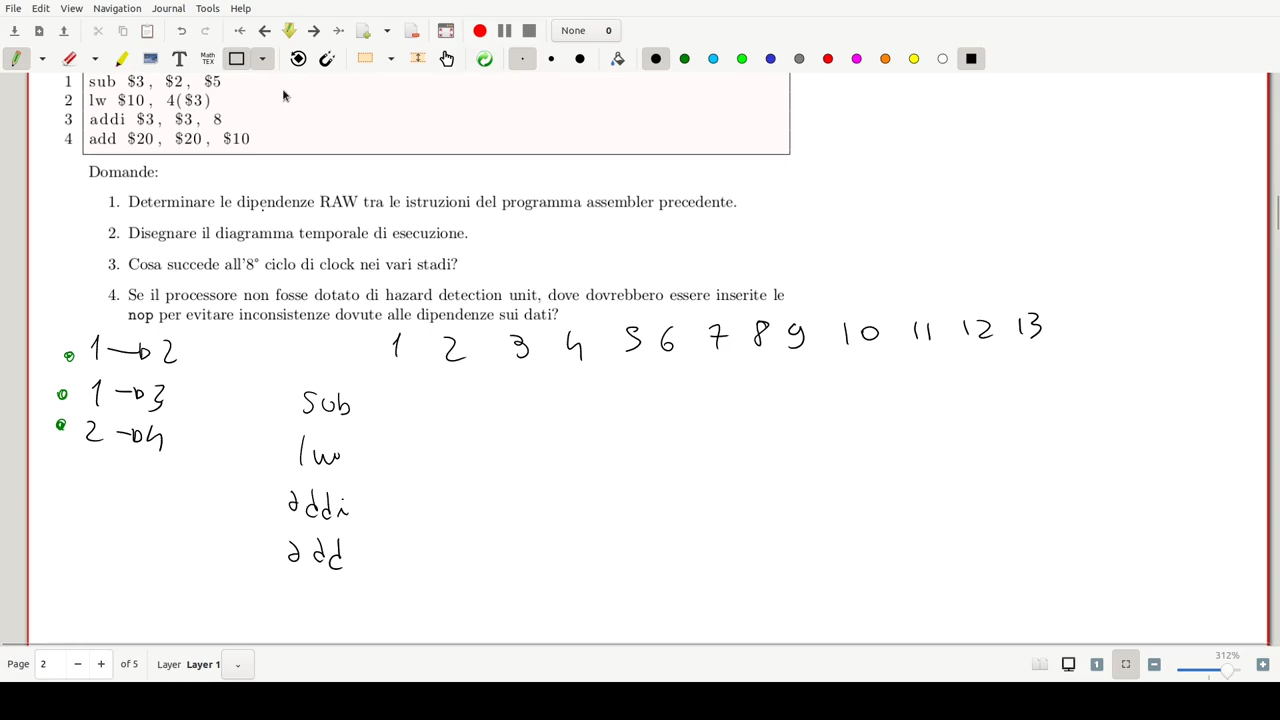 File Edit View Navigation Journal Tools Help
None 0
Math TEX
1 sub $3, $2, $5
2 lw $10, 4($3)
3 addi $3, $3, 8
4 add $20, $20, $10
Domande:
1. Determinare le dipendenze RAW tra le istruzioni del programma assembler precedente.
2. Disegnare il diagramma temporale di esecuzione.
3. Cosa succede all'8° ciclo di clock nei vari stadi?
4. Se il processore non fosse dotato di hazard detection unit, dove dovrebbero essere inserite le
nop per evitare inconsistenze dovute alle dipendenze sui dati?
1 → 2
1 → 3
2 → 4
1 2 3 4 5 6 7 8 9 10 11 12 13
sub
lw
addi
add
Page 2 of 5 Layer Layer 1
1
312%